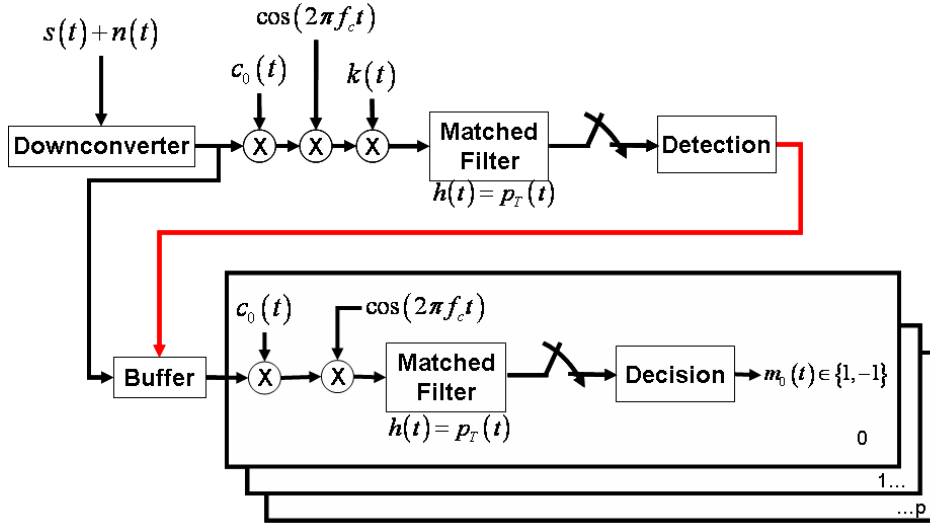 s(t)+n(t)
cos(2πf_c t)
c_0(t)
k(t)
Downconverter
X
X
X
Matched
Filter
h(t) = p_T(t)
Detection
c_0(t)
cos(2πf_c t)
Buffer
X
X
Matched
Filter
h(t) = p_T(t)
Decision
m_0(t)∈{1,−1}
0
1...
...p